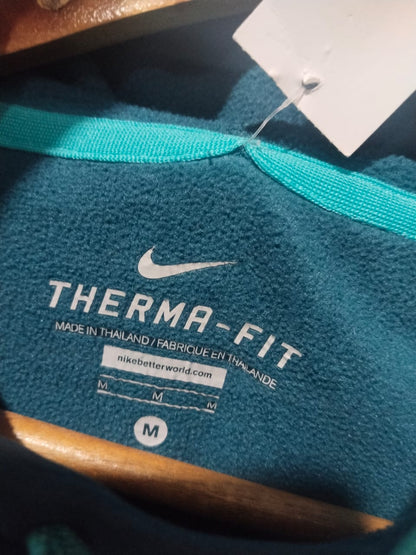 THERMA-FIT
MADE IN THAILAND / FABRIQUE EN THAILANDE
nikebetterworld.com
M M M
M